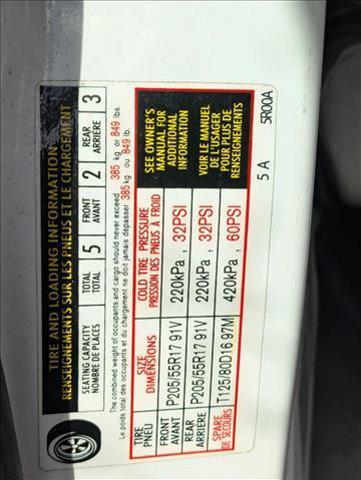 TIRE AND LOADING INFORMATION
RENSEIGNEMENTS SUR LES PNEUS ET LE CHARGEMENT
SEATING CAPACITY
NOMBRE DE PLACES
TOTAL
TOTAL
5
FRONT
AVANT
2
REAR
ARRIÈRE
3
The combined weight of occupants and cargo should never exceed 385 kg or 849 lbs.
Le poids total des occupants et du chargement ne doit jamais dépasser 385 kg ou 849 lb.
TIRE
PNEU
SIZE
DIMENSIONS
COLD TIRE PRESSURE
PRESSION DES PNEUS À FROID
FRONT
AVANT
P205/55R17 91V
220kPa, 32PSI
REAR
ARRIERE
P205/55R17 91V
220kPa, 32PSI
SPARE
DE SECOURS
T125/80D16 97M
420kPa, 60PSI
SEE OWNER'S
MANUAL FOR
ADDITIONAL
INFORMATION
VOIR LE MANUEL
DE L'USAGER
POUR PLUS DE
RENSEIGNEMENTS
5 A
5R00A